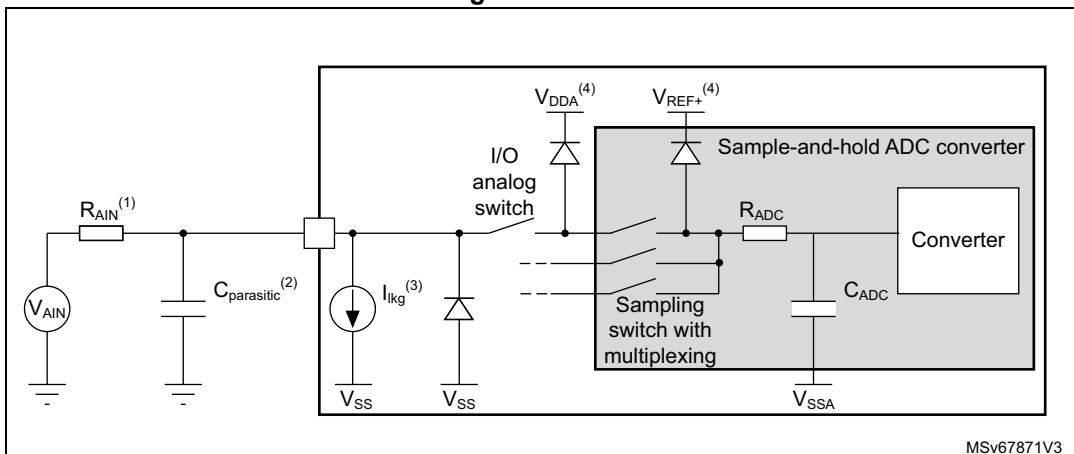 g
V_DDA^(4)
V_REF+^(4)
Sample-and-hold ADC converter
I/O
analog
switch
R_AIN^(1)
R_ADC
Converter
C_parasitic^(2)
I_lkg^(3)
V_AIN
C_ADC
Sampling
switch with
multiplexing
V_SS
V_SS
V_SSA
MSv67871V3